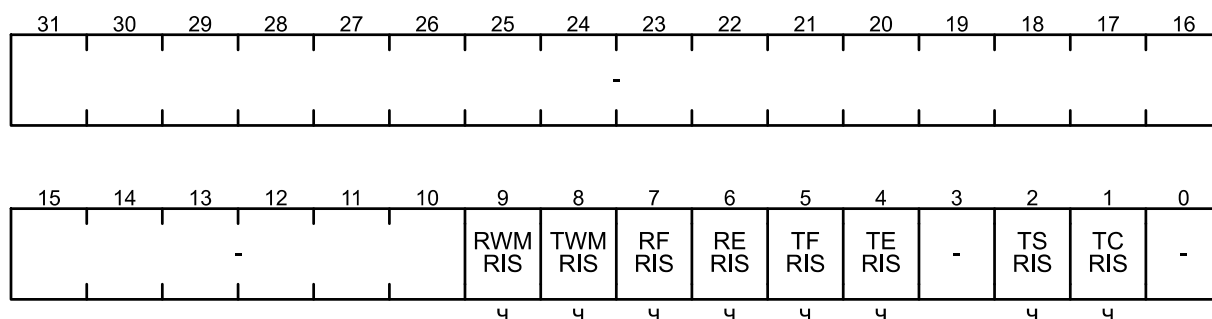 31 30 29 28 27 26 25 24 23 22 21 20 19 18 17 16
-
15 14 13 12 11 10 9 8 7 6 5 4 3 2 1 0
- RWM TWM RF RE TF TE - TS TC -
RIS RIS RIS RIS RIS RIS RIS RIS
ч ч ч ч ч ч ч ч